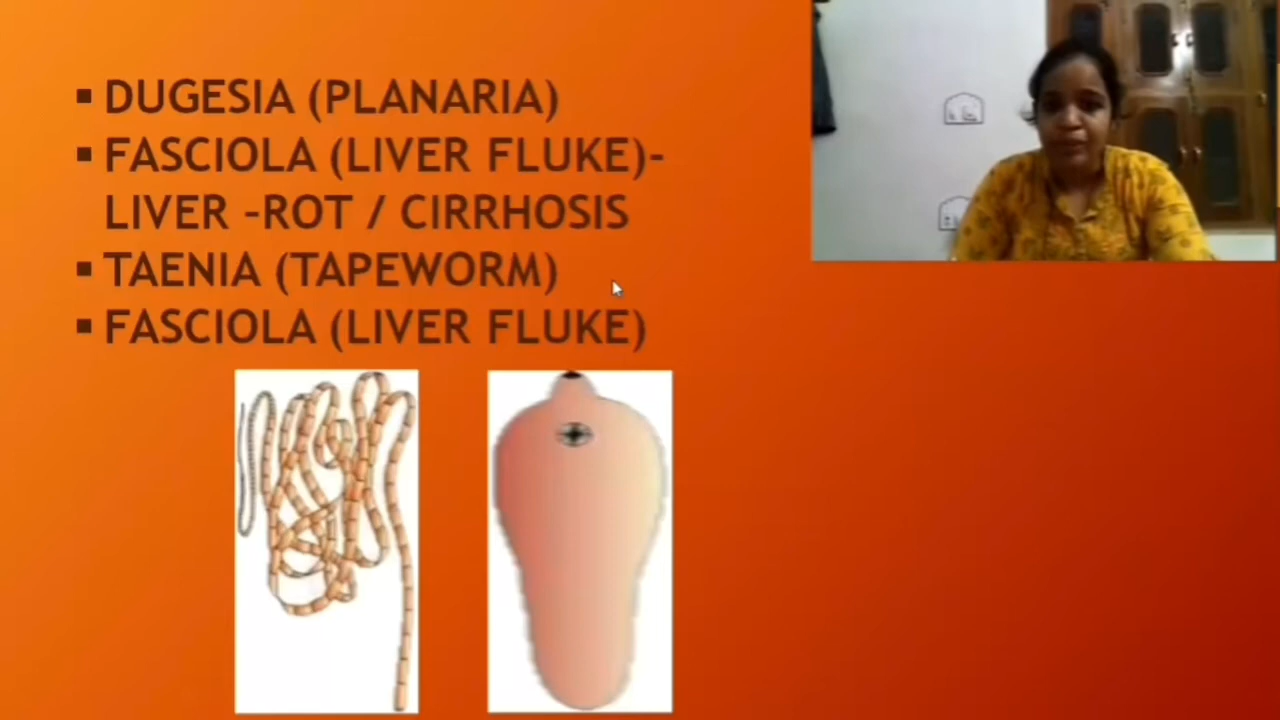 ▪ DUGESIA (PLANARIA)
▪ FASCIOLA (LIVER FLUKE)-
LIVER –ROT / CIRRHOSIS
▪ TAENIA (TAPEWORM)
▪ FASCIOLA (LIVER FLUKE)